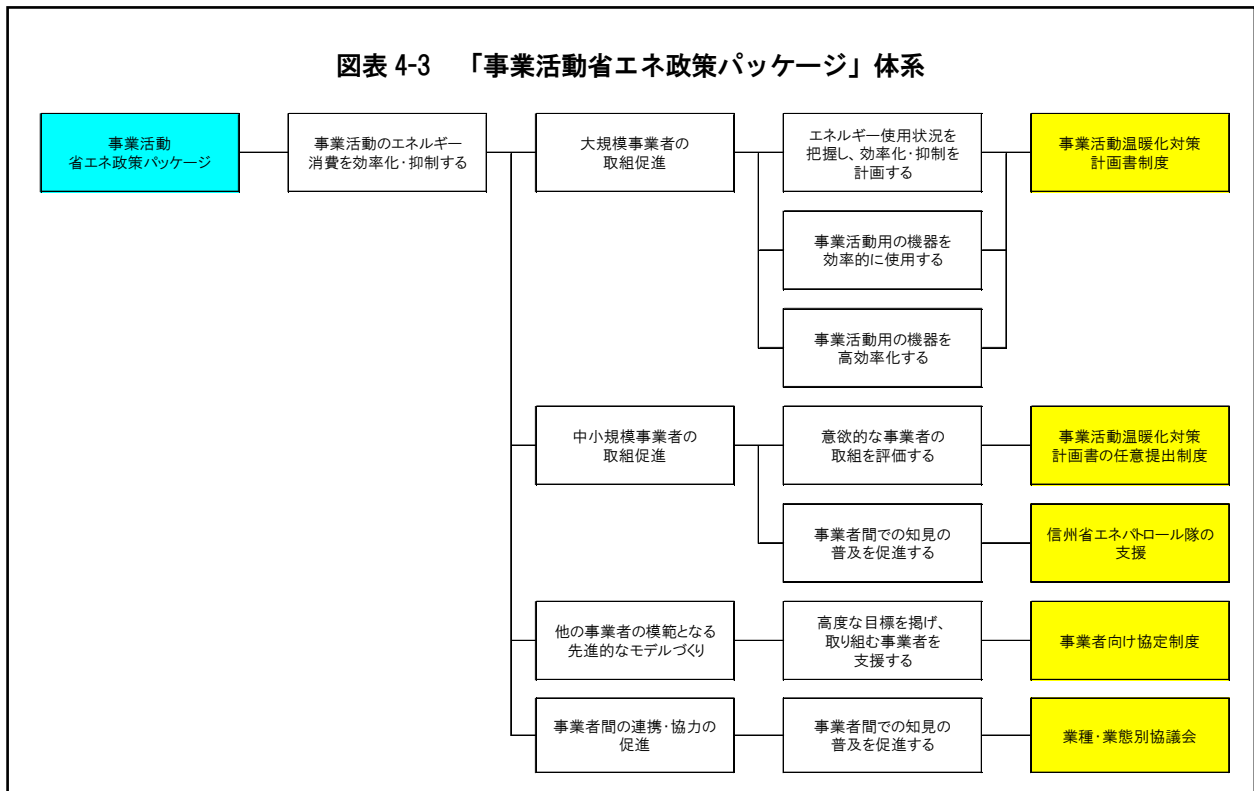 図表 4-3 「事業活動省エネ政策パッケージ」体系
事業活動
省エネ政策パッケージ
事業活動のエネルギー
消費を効率化・抑制する
大規模事業者の
取組促進
エネルギー使用状況を
把握し、効率化・抑制を
計画する
事業活動温暖化対策
計画書制度
事業活動用の機器を
効率的に使用する
事業活動用の機器を
高効率化する
中小規模事業者の
取組促進
意欲的な事業者の
取組を評価する
事業活動温暖化対策
計画書の任意提出制度
事業者間での知見の
普及を促進する
信州省エネパトロール隊の
支援
他の事業者の模範となる
先進的なモデルづくり
高度な目標を掲げ、
取り組む事業者を
支援する
事業者向け協定制度
事業者間の連携・協力の
促進
事業者間での知見の
普及を促進する
業種・業態別協議会